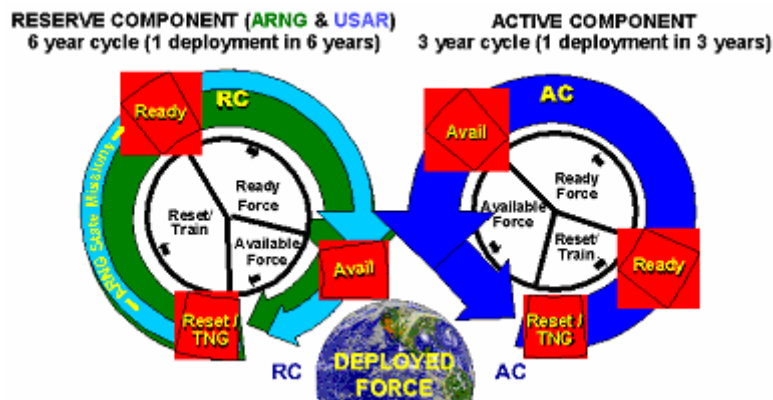 RESERVE COMPONENT (ARNG & USAR)
6 year cycle (1 deployment in 6 years)
ACTIVE COMPONENT
3 year cycle (1 deployment in 3 years)
RC
Ready
ARNG State Missions
Ready
Force
Reset/
Train
Available
Force
Avail
Reset /
TNG
AC
Avail
Ready
Force
Available
Force
Reset/
Train
Ready
Reset /
TNG
RC
DEPLOYED
FORCE
AC